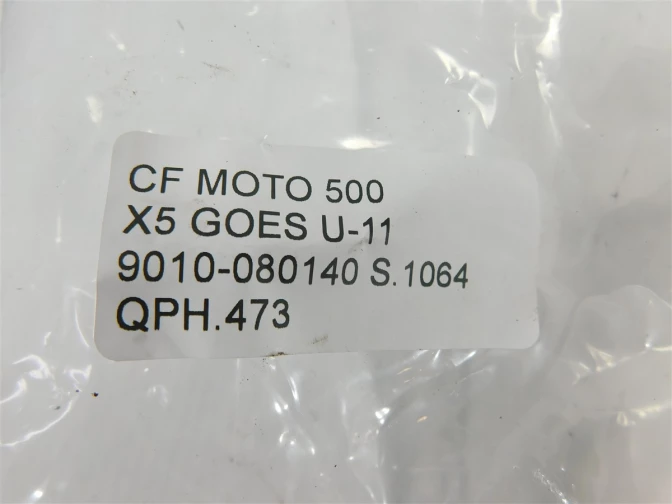 CF MOTO 500
X5 GOES U-11
9010-080140 S.1064
QPH.473